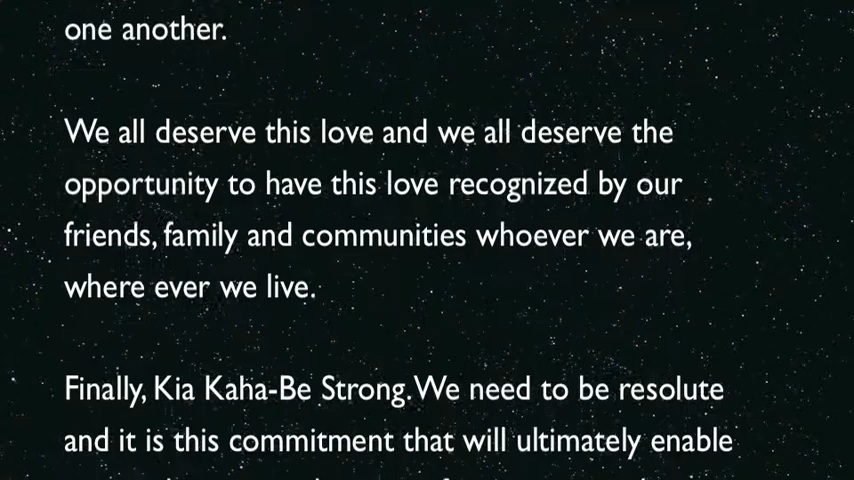 one another.
We all deserve this love and we all deserve the
opportunity to have this love recognized by our
friends, family and communities whoever we are,
where ever we live.
Finally, Kia Kaha-Be Strong. We need to be resolute
and it is this commitment that will ultimately enable